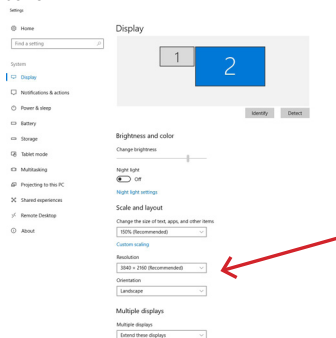 Settings
Home
Find a setting
System
Display
Notifications & actions
Power & sleep
Battery
Storage
Tablet mode
Multitasking
Projecting to this PC
Shared experiences
Remote Desktop
About
Display
1
2
Identify
Detect
Brightness and color
Change brightness
Night light
Off
Night light settings
Scale and layout
Change the size of text, apps, and other items
150% (Recommended)
Custom scaling
Resolution
3840 × 2160 (Recommended)
Orientation
Landscape
Multiple displays
Multiple displays
Extend these displays